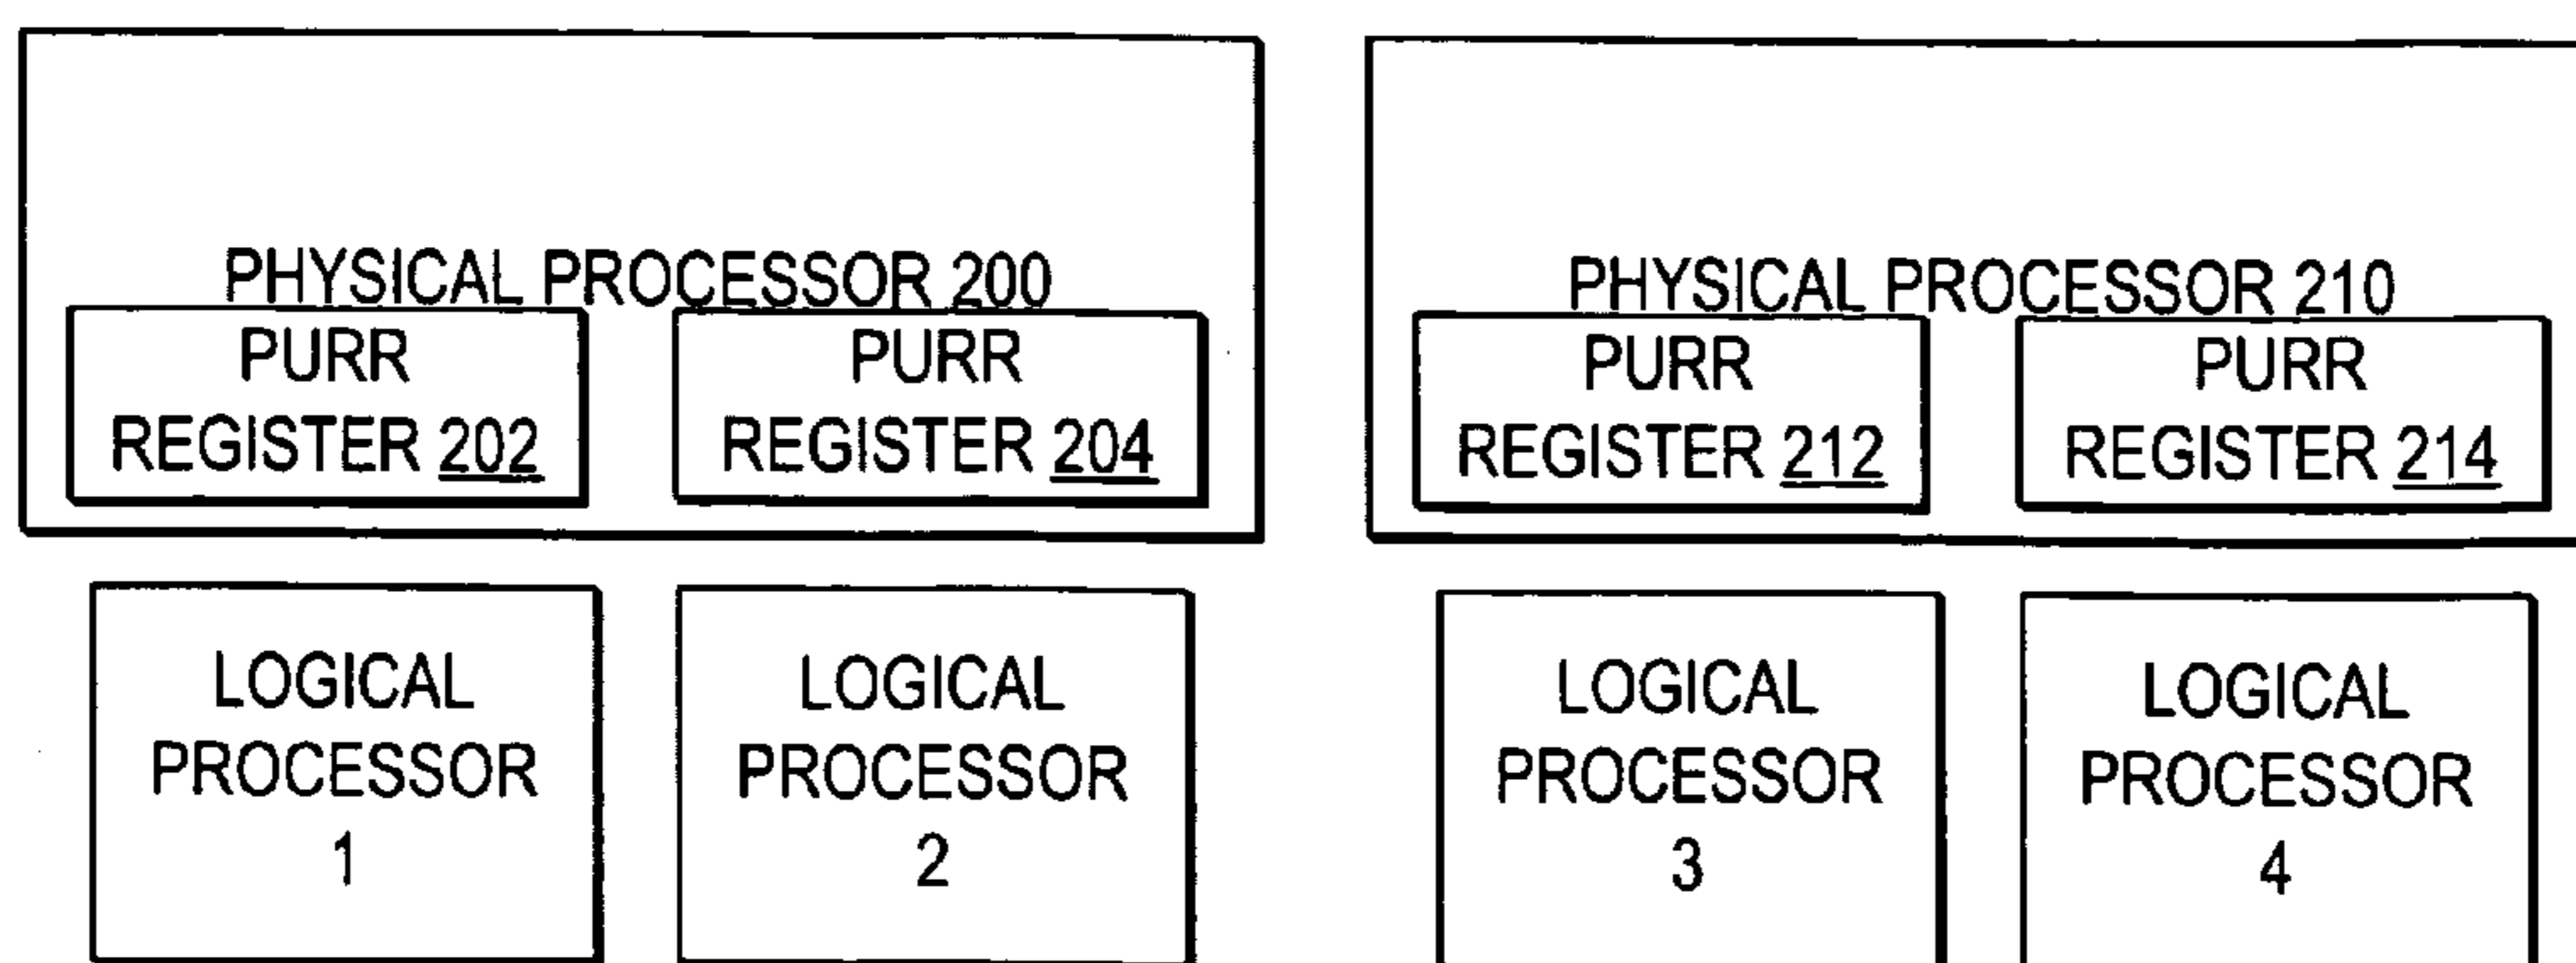 PHYSICAL PROCESSOR 200
PURR
REGISTER 202
PURR
REGISTER 204
PHYSICAL PROCESSOR 210
PURR
REGISTER 212
PURR
REGISTER 214
LOGICAL
PROCESSOR
1
LOGICAL
PROCESSOR
2
LOGICAL
PROCESSOR
3
LOGICAL
PROCESSOR
4